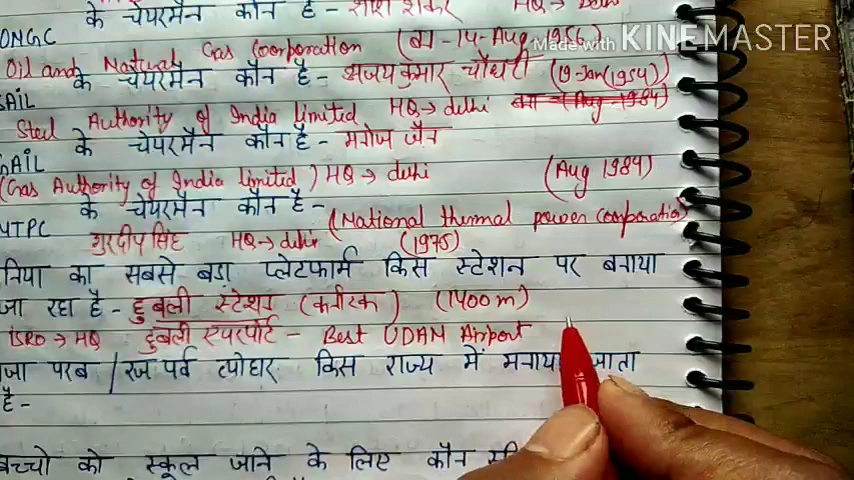 के चेयरमैन कौन है - शशि शंकर HQ → delhi
ONGC
Oil and Natural Gas Corporation (बना - 14 - Aug 1956)
Made with KINEMASTER
के चेयरमैन कौन है - अजयकुमार चौधरी (19 Jan (1954))
SAIL
Steel Authority of India limited HQ → delhi बना → (Aug 1984)
के चेयरमैन कौन है - मनोज जैन
GAIL
(Gas Authority of India limited) HQ → delhi (Aug 1984)
के चेयरमैन कौन है -
NTPC (National thermal power Corporation)
गुरदीप सिंह HQ → delhi (1975)
निया का सबसे बड़ा प्लेटफार्म किस स्टेशन पर बनाया
जा रहा है - हुबली स्टेशन (कर्नाटक) (1400 m)
ISRO → HQ हुबली एयरपोर्ट - Best UDAN Airport
जा परब / रज पर्व त्योहार किस राज्य में मनाया जाता
है -
बच्चो को स्कूल जाने के लिए कौन सी